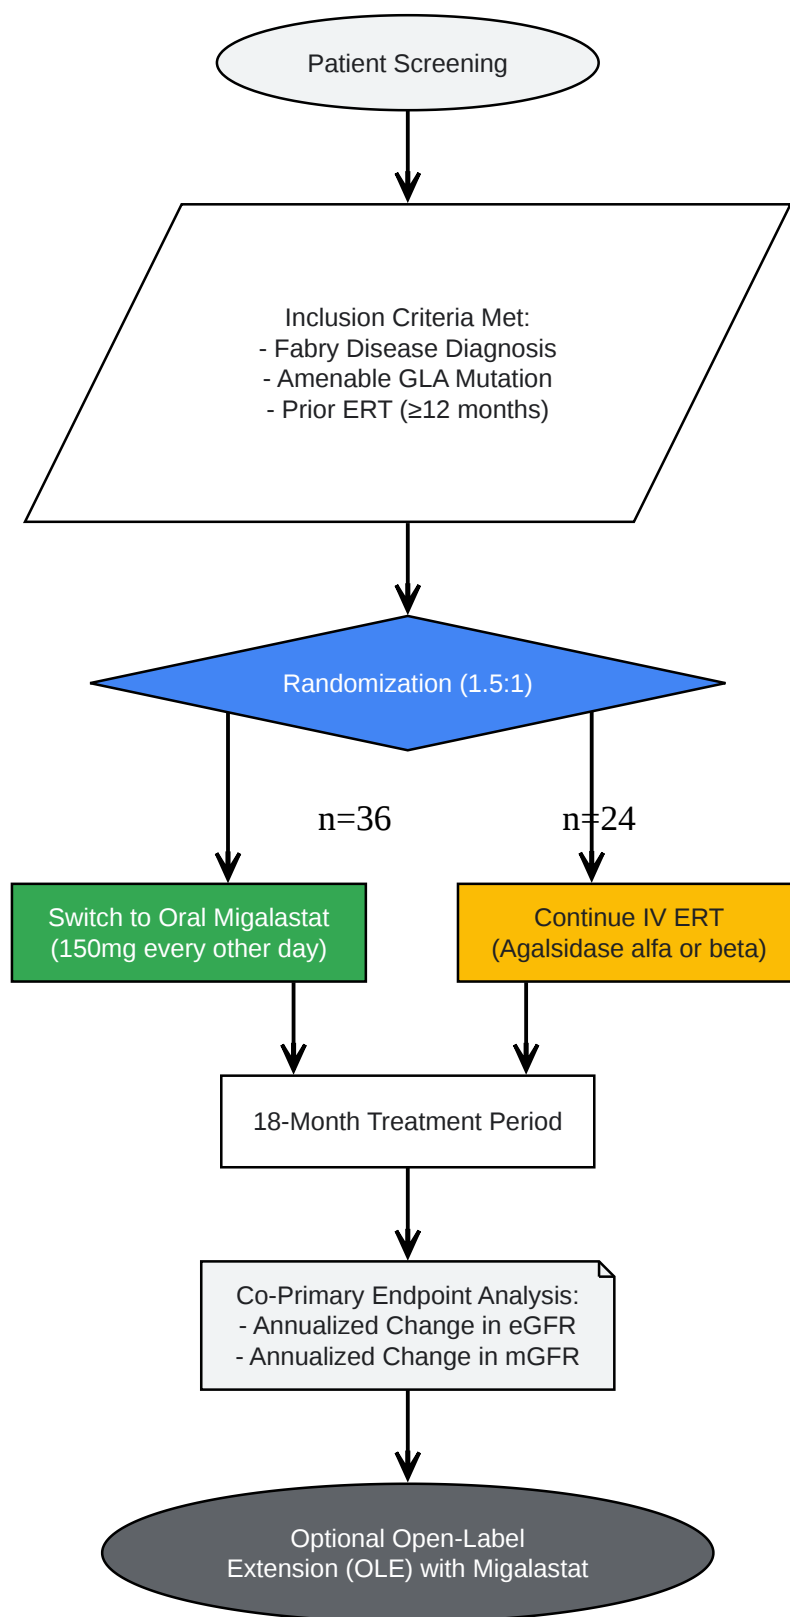 Patient Screening
Inclusion Criteria Met:
- Fabry Disease Diagnosis
- Amenable GLA Mutation
- Prior ERT (≥12 months)
Randomization (1.5:1)
n=36
n=24
Switch to Oral Migalastat
(150mg every other day)
Continue IV ERT
(Agalsidase alfa or beta)
18-Month Treatment Period
Co-Primary Endpoint Analysis:
- Annualized Change in eGFR
- Annualized Change in mGFR
Optional Open-Label
Extension (OLE) with Migalastat